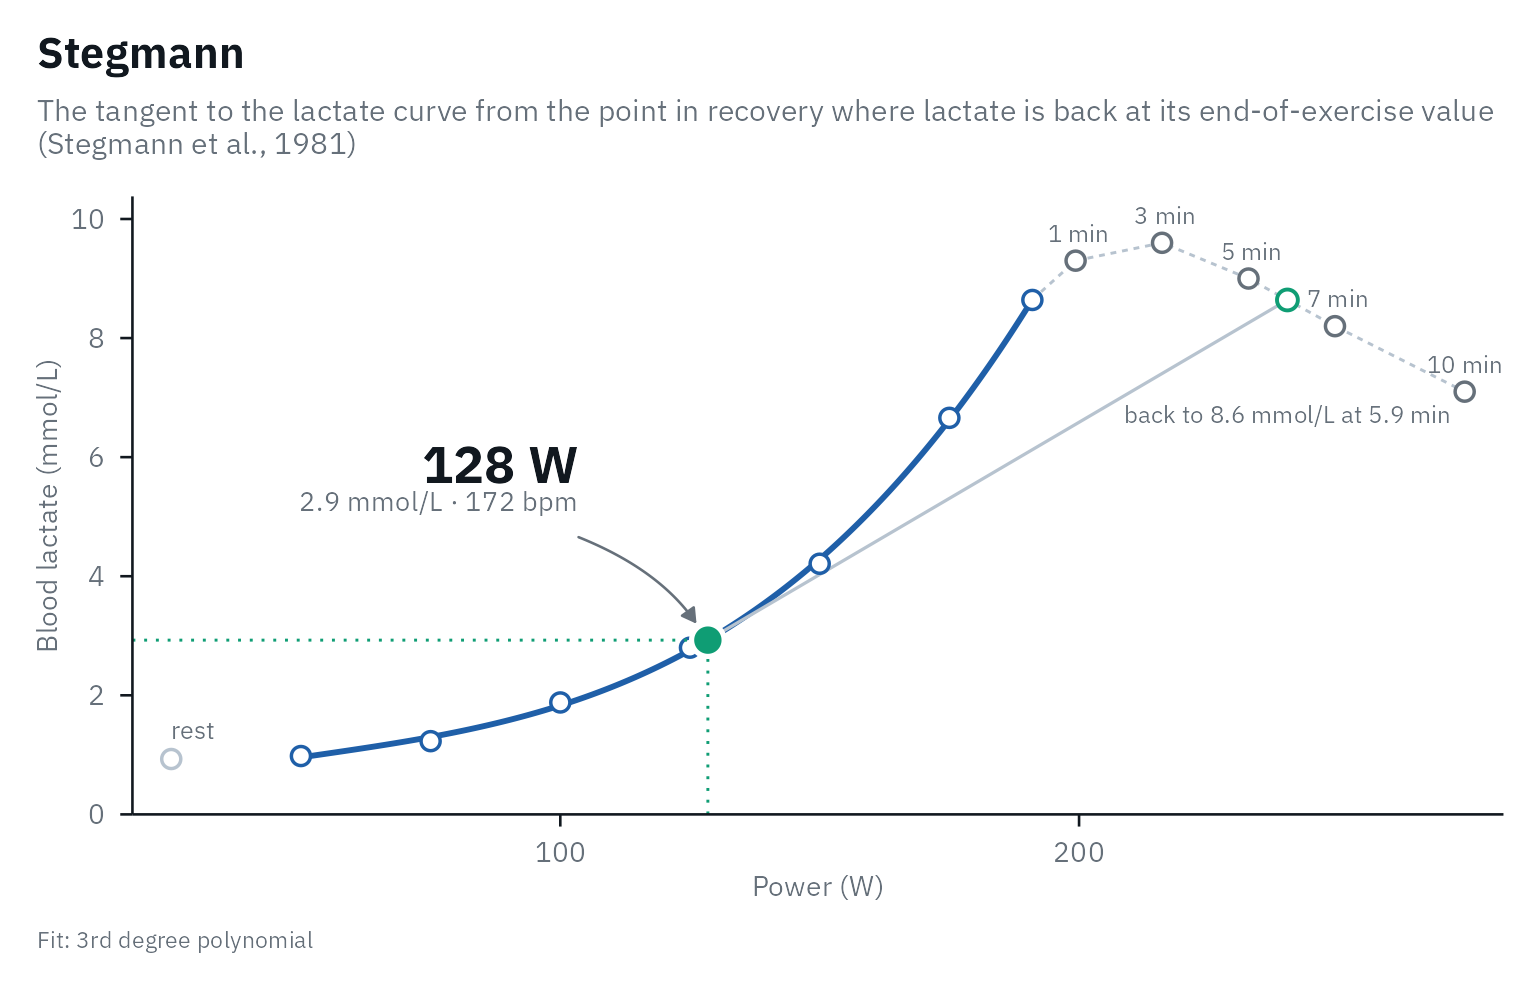 Stegmann
The tangent to the lactate curve from the point in recovery where lactate is back at its end-of-exercise value
(Stegmann et al., 1981)
10
8
6
4
2
0
Blood lactate (mmol/L)
rest
128 W
2.9 mmol/L · 172 bpm
1 min
3 min
5 min
7 min
10 min
back to 8.6 mmol/L at 5.9 min
100
200
Power (W)
Fit: 3rd degree polynomial